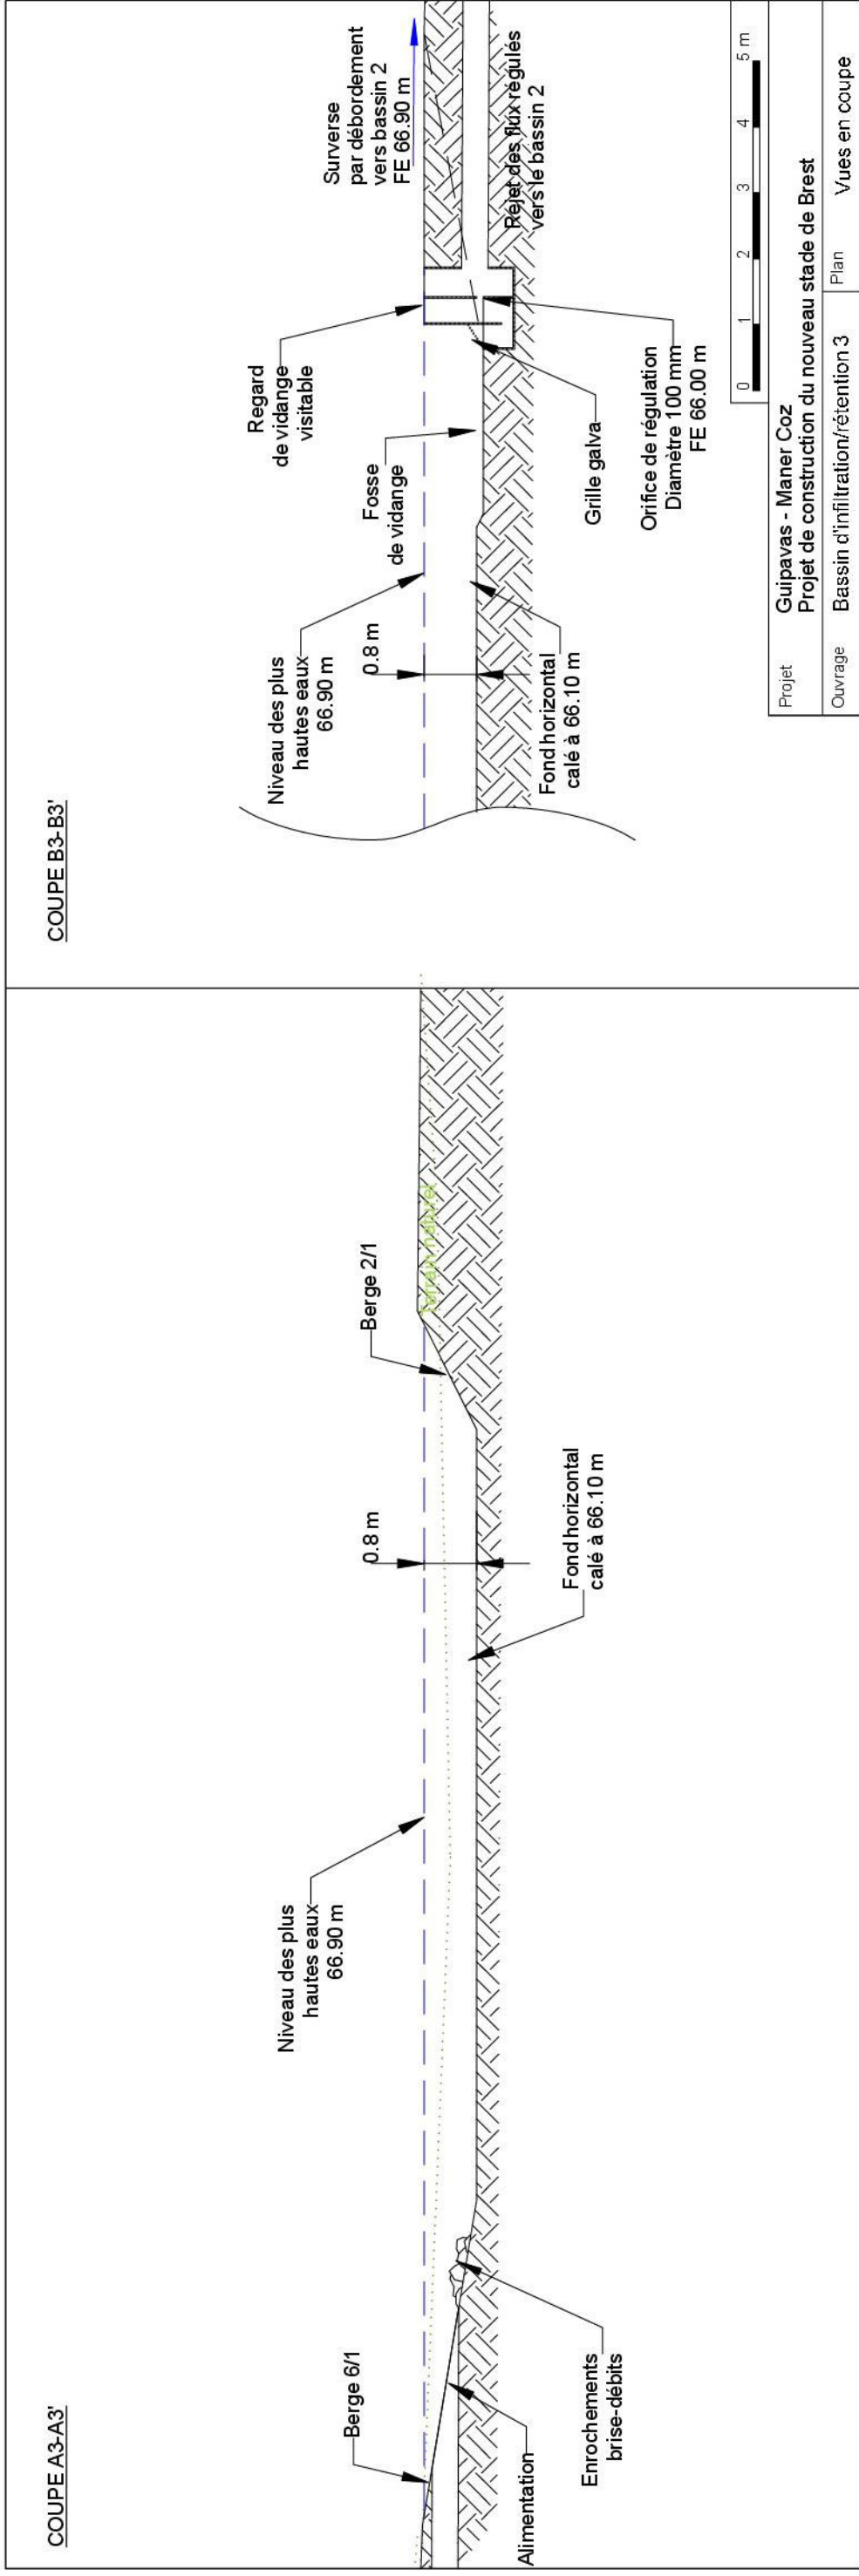 COUPE A3-A3'
Berge 6/1
Niveau des plus
hautes eaux
66.90 m
0.8 m
Berge 2/1
Terrain naturel
Alimentation
Enrochements
brise-débits
Fond horizontal
calé à 66.10 m
COUPE B3-B3'
Niveau des plus
hautes eaux
66.90 m
0.8 m
Fosse
de vidange
Regard
de vidange
visitable
Surverse
par débordement
vers bassin 2
FE 66.90 m
Rejet des flux régulés
vers le bassin 2
Fond horizontal
calé à 66.10 m
Grille galva
Orifice de régulation
Diamètre 100 mm
FE 66.00 m
0 1 2 3 4 5 m
Projet Guipavas - Maner Coz
Projet de construction du nouveau stade de Brest
Ouvrage Bassin d'infiltration/rétention 3 Plan Vues en coupe